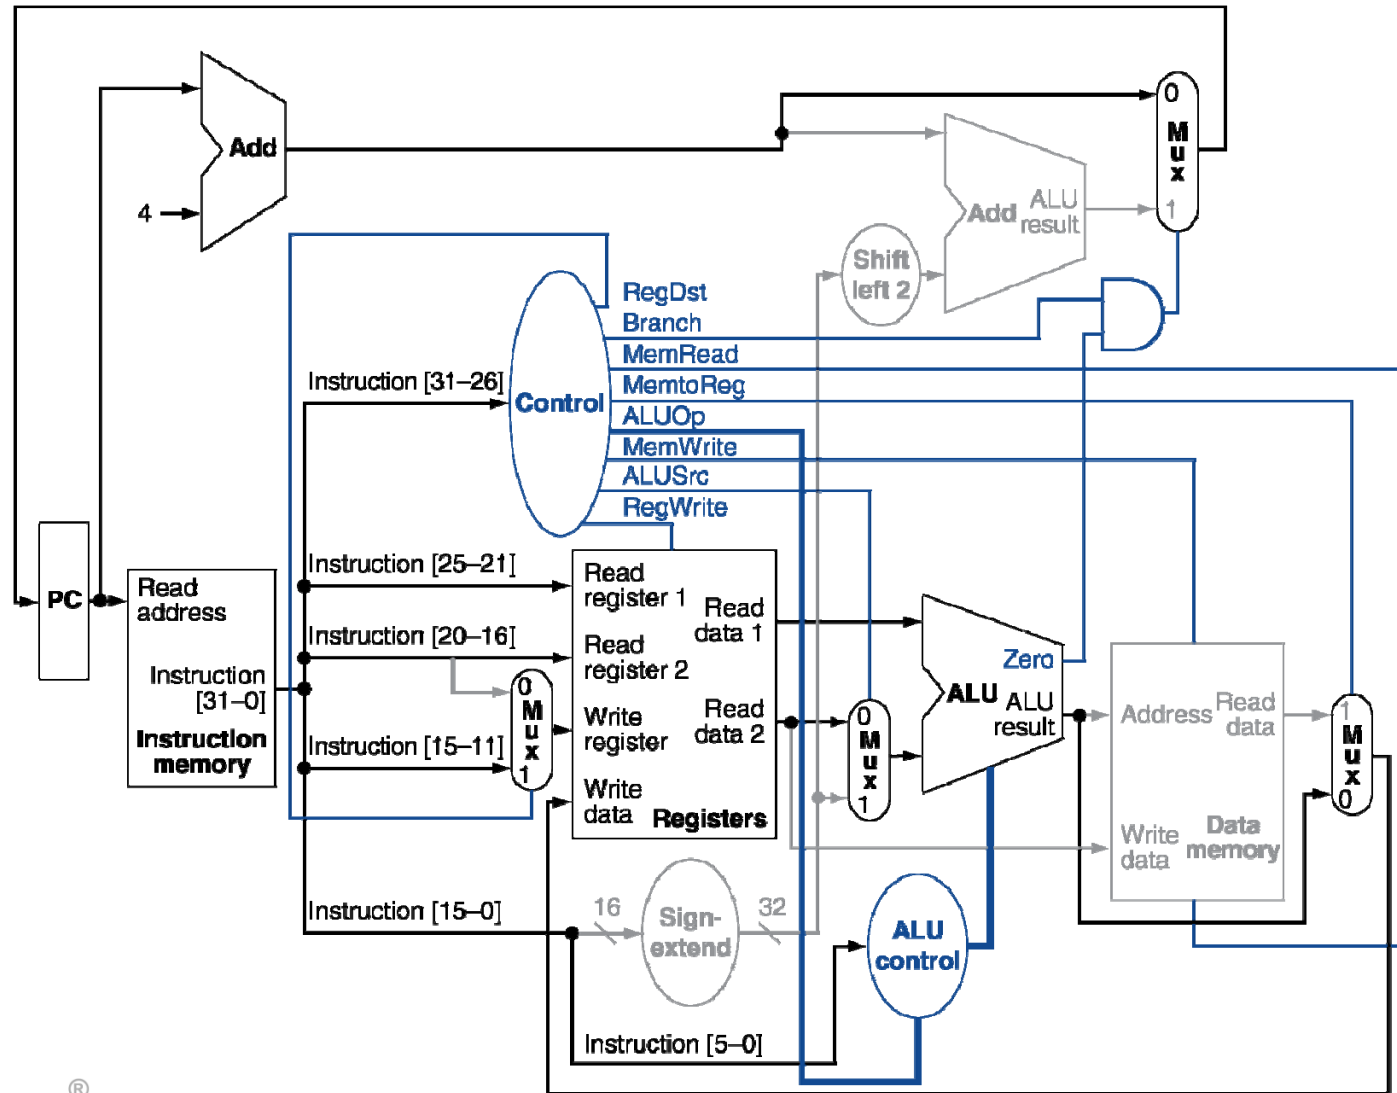 0
M
u
x
1
Add
4
Add
ALU
result
Shift
left 2
RegDst
Branch
MemRead
MemtoReg
ALUOp
MemWrite
ALUSrc
RegWrite
Control
Instruction [31–26]
Instruction [25–21]
Instruction [20–16]
Instruction [15–11]
Instruction [15–0]
Instruction [5–0]
PC
Read
address
Instruction
[31–0]
Instruction
memory
0
M
u
x
1
Read
register 1
Read
register 2
Write
register
Write
data
Read
data 1
Read
data 2
Registers
0
M
u
x
1
Zero
ALU
ALU
result
Address
Read
data
Write
data
Data
memory
1
M
u
x
0
16
Sign-
extend
32
ALU
control
®